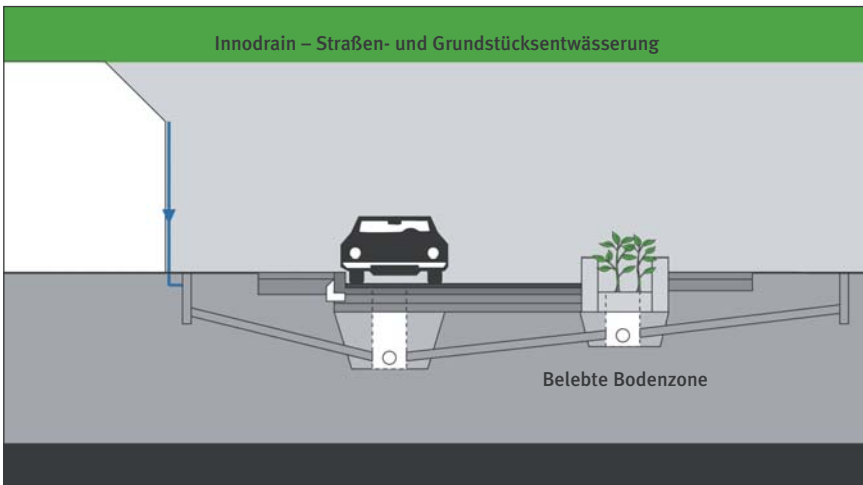 Innodrain – Straßen- und Grundstücksentwässerung
Belebte Bodenzone